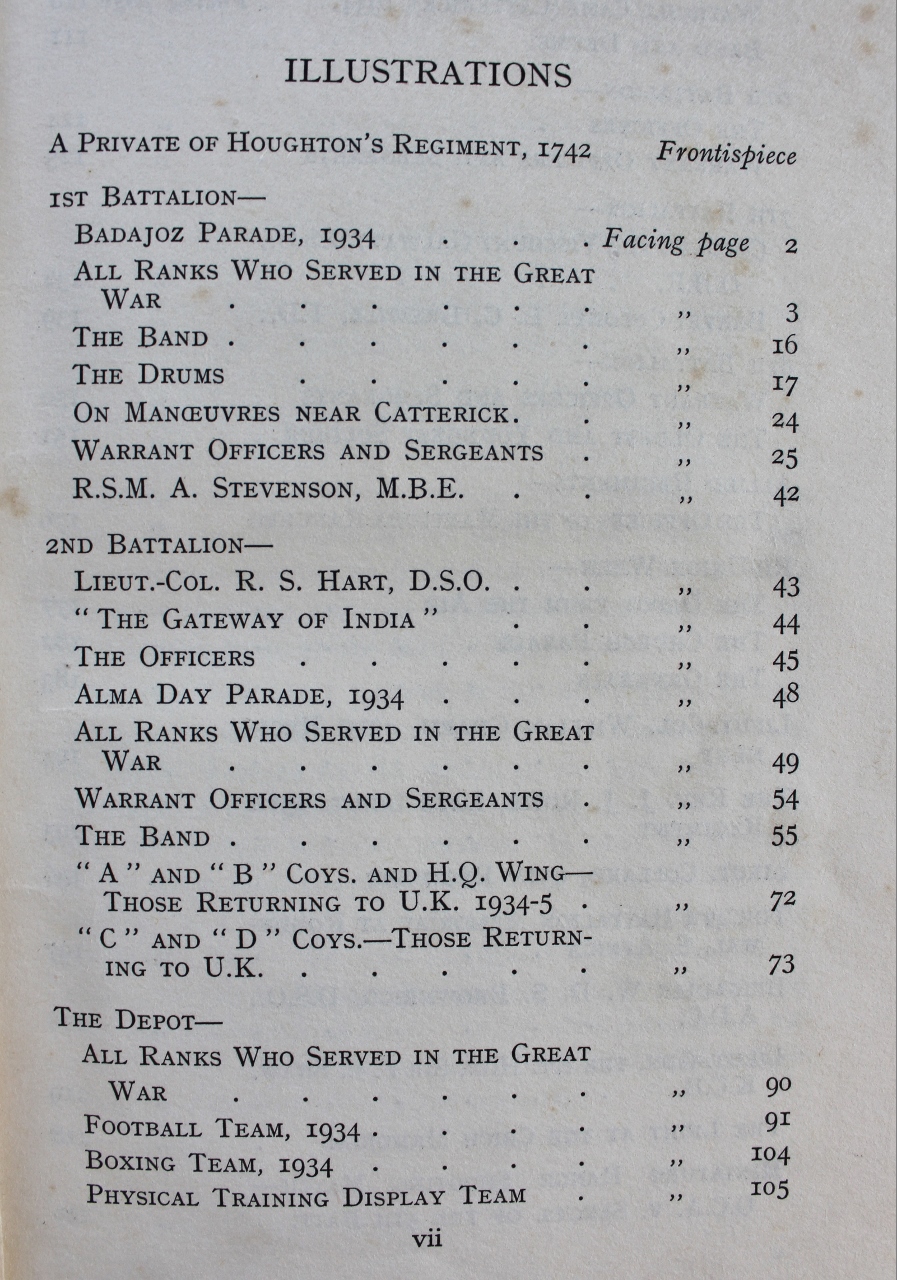 ILLUSTRATIONS
A Private of Houghton's Regiment, 1742 Frontispiece
1st Battalion—
Badajoz Parade, 1934 . . . Facing page 2
All Ranks Who Served in the Great
War . . . . . . ,, 3
The Band . . . . . . ,, 16
The Drums . . . . . ,, 17
On Manœuvres near Catterick. . ,, 24
Warrant Officers and Sergeants . ,, 25
R.S.M. A. Stevenson, M.B.E. . . ,, 42
2nd Battalion—
Lieut.-Col. R. S. Hart, D.S.O. . . ,, 43
" The Gateway of India " . . ,, 44
The Officers . . . . . ,, 45
Alma Day Parade, 1934 . . . ,, 48
All Ranks Who Served in the Great
War . . . . . . ,, 49
Warrant Officers and Sergeants . ,, 54
The Band . . . . . . ,, 55
" A " and " B " Coys. and H.Q. Wing—
Those Returning to U.K. 1934-5 . ,, 72
" C " and " D " Coys.—Those Return-
ing to U.K. . . . . . ,, 73
The Depot—
All Ranks Who Served in the Great
War . . . . . . ,, 90
Football Team, 1934 . . . . ,, 91
Boxing Team, 1934 . . . . ,, 104
Physical Training Display Team . ,, 105
vii